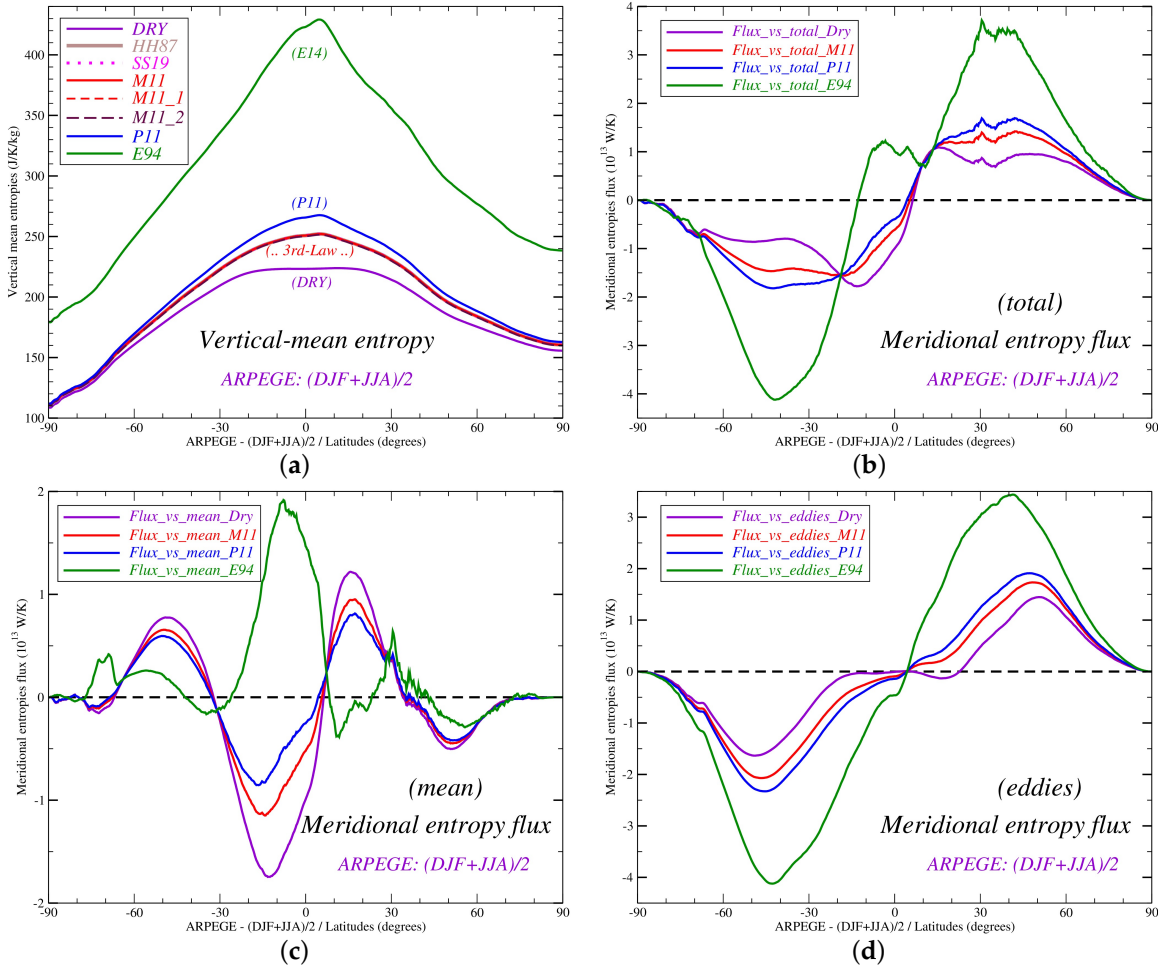 Vertical mean entropies (J/K/kg)
400
350
300
250
200
150
100
DRY
HH87
SS19
M11
M11_1
M11_2
P11
E94
(E14)
(P11)
(.. 3rd-Law ..)
(DRY)
Vertical-mean entropy
ARPEGE: (DJF+JJA)/2
-90 -60 -30 0 30 60 90
ARPEGE - (DJF+JJA)/2 / Latitudes (degrees)
(a)
Meridional entropies flux (10^13 W/K)
4
3
2
1
0
-1
-2
-3
-4
Flux_vs_total_Dry
Flux_vs_total_M11
Flux_vs_total_P11
Flux_vs_total_E94
(total)
Meridional entropy flux
ARPEGE: (DJF+JJA)/2
-90 -60 -30 0 30 60 90
ARPEGE - (DJF+JJA)/2 / Latitudes (degrees)
(b)
Meridional entropies flux (10^13 W/K)
2
1
0
-1
-2
Flux_vs_mean_Dry
Flux_vs_mean_M11
Flux_vs_mean_P11
Flux_vs_mean_E94
(mean)
Meridional entropy flux
ARPEGE: (DJF+JJA)/2
-90 -60 -30 0 30 60 90
ARPEGE - (DJF+JJA)/2 / Latitudes (degrees)
(c)
Meridional entropies flux (10^13 W/K)
3
2
1
0
-1
-2
-3
-4
Flux_vs_eddies_Dry
Flux_vs_eddies_M11
Flux_vs_eddies_P11
Flux_vs_eddies_E94
(eddies)
Meridional entropy flux
ARPEGE: (DJF+JJA)/2
-90 -60 -30 0 30 60 90
ARPEGE - (DJF+JJA)/2 / Latitudes (degrees)
(d)